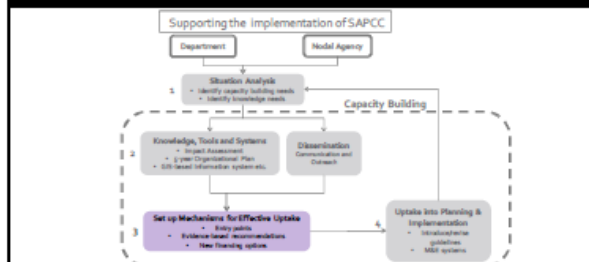 Supporting the implementation of SAPCC
Department
Nodal Agency
1
Situation Analysis
• Identify capacity building needs
• Identify knowledge needs
Capacity Building
2
Knowledge, Tools and Systems
• Impact Assessment
• 5-year Organizational Plan
• GIS-based information system etc.
Dissemination
Communication and
Outreach
3
Set up Mechanisms for Effective Uptake
• Entry points
• Evidence-based recommendations
• New financing options
4
Uptake into Planning &
Implementation
• Introduce/revise
guidelines
• M&E systems